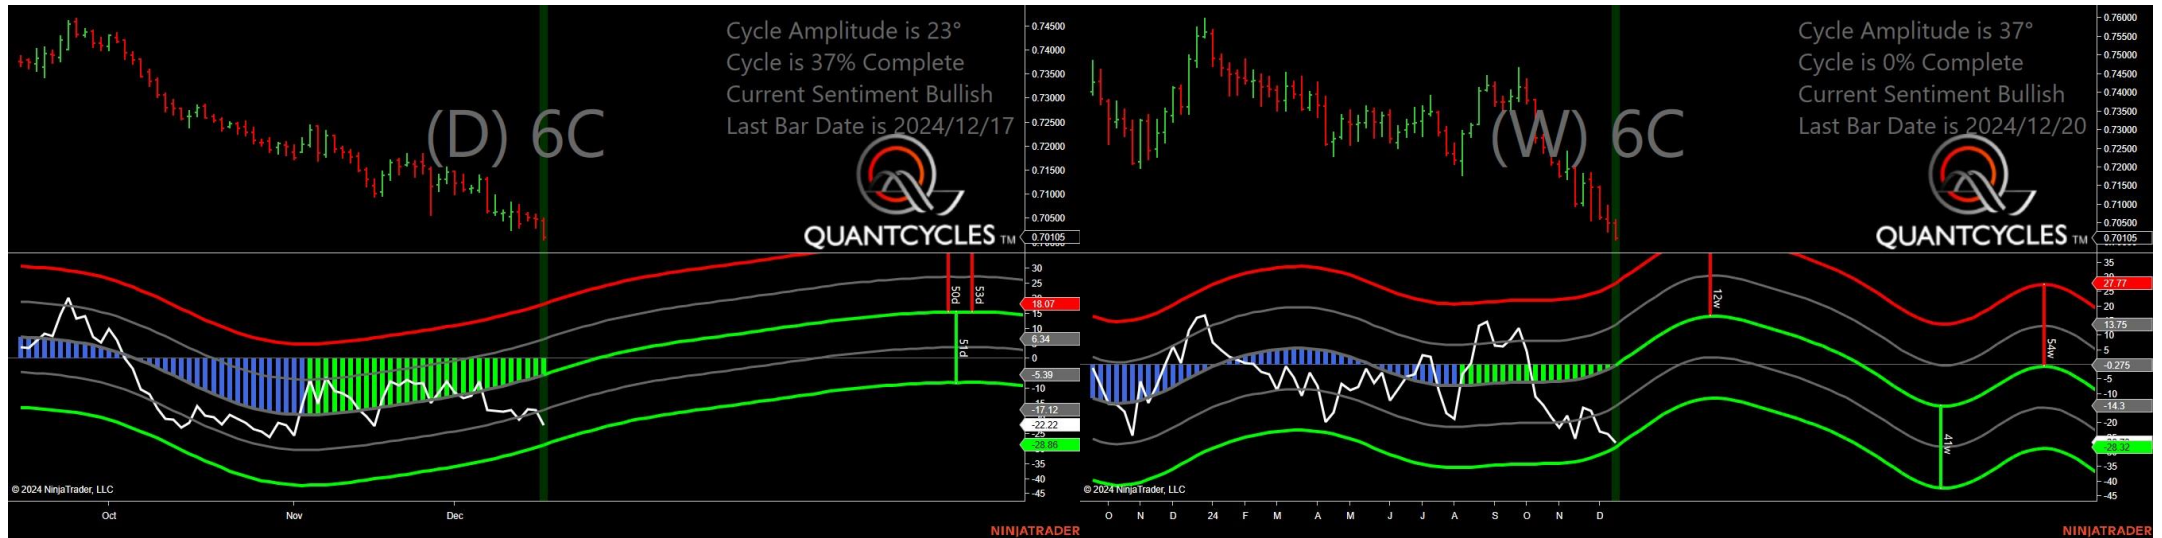 Cycle Amplitude is 23°
Cycle is 37% Complete
Current Sentiment Bullish
Last Bar Date is 2024/12/17
(D) 6C
QUANTCYCLES TM
0.74500
0.74000
0.73500
0.73000
0.72500
0.72000
0.71500
0.71000
0.70500
0.70105
30
25
18.07
15
10
6.34
0
-5.39
-10
-17.12
-22.22
-25
-28.86
-35
-40
-45
50d
53d
51d
© 2024 NinjaTrader, LLC
Oct
Nov
Dec
NINJATRADER
Cycle Amplitude is 37°
Cycle is 0% Complete
Current Sentiment Bullish
Last Bar Date is 2024/12/20
(W) 6C
QUANTCYCLES TM
0.76000
0.75500
0.75000
0.74500
0.74000
0.73500
0.73000
0.72500
0.72000
0.71500
0.71000
0.70500
0.70105
35
27.77
25
20
13.75
10
5
-0.275
-5
-10
-14.3
-20
-28.32
-35
-40
-45
12w
41w
54w
© 2024 NinjaTrader, LLC
O
N
D
24
F
M
A
M
J
J
A
S
O
N
D
NINJATRADER